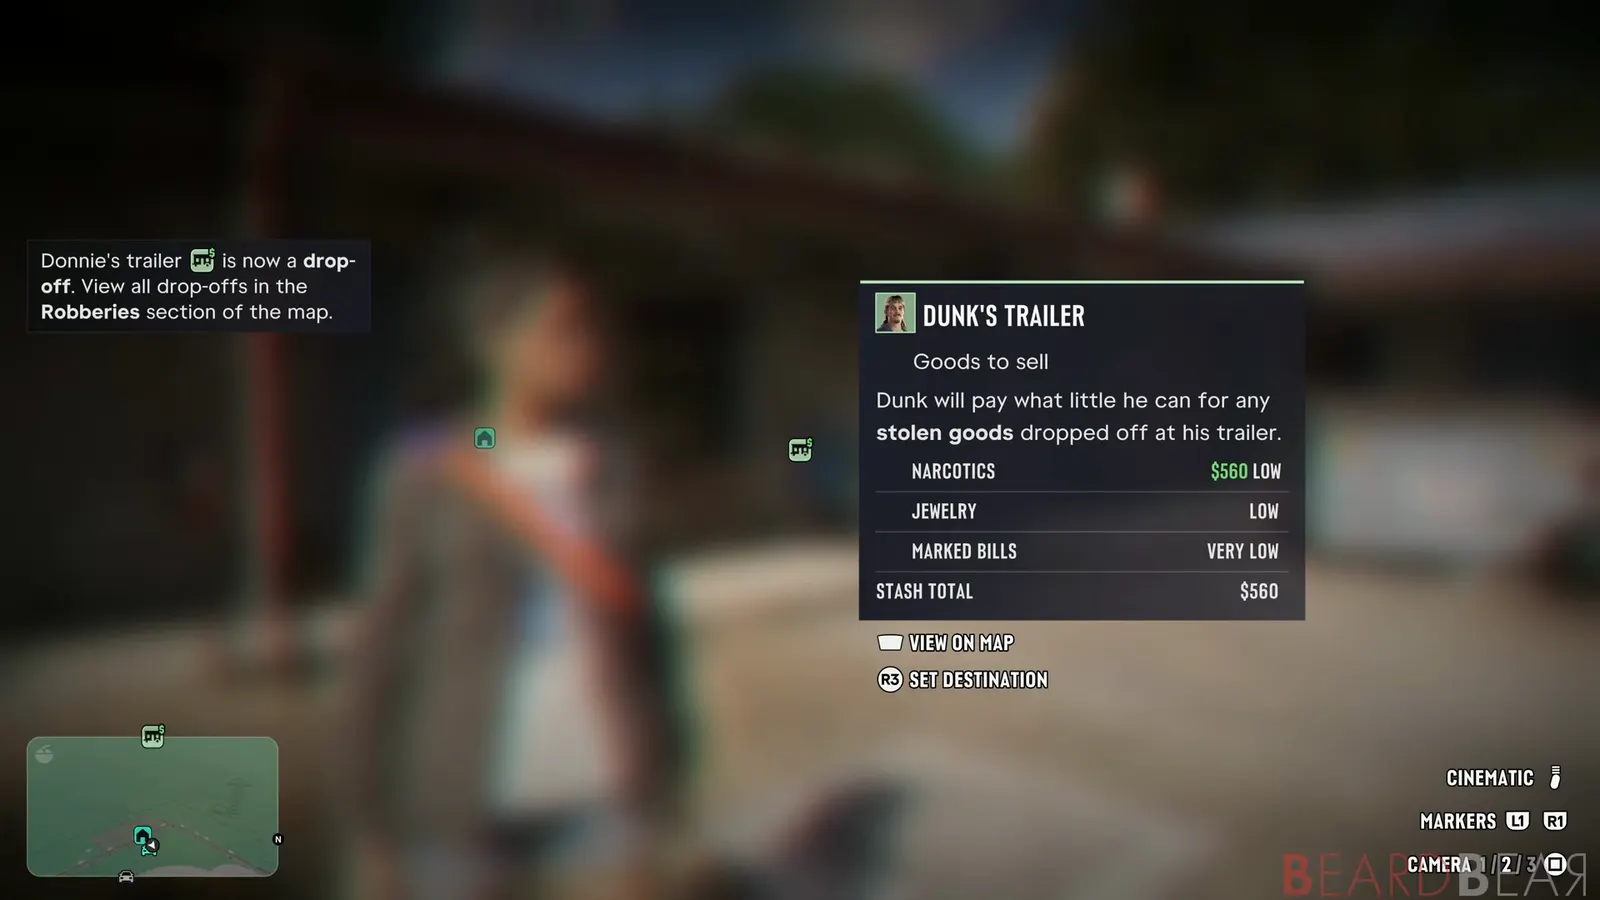 Donnie's trailer is now a drop-
off. View all drop-offs in the
Robberies section of the map.
DUNK'S TRAILER
Goods to sell
Dunk will pay what little he can for any
stolen goods dropped off at his trailer.
NARCOTICS $560 LOW
JEWELRY LOW
MARKED BILLS VERY LOW
STASH TOTAL $560
VIEW ON MAP
R3 SET DESTINATION
N
CINEMATIC
MARKERS L1 R1
CAMERA 1/2/3
BEARDBEAR